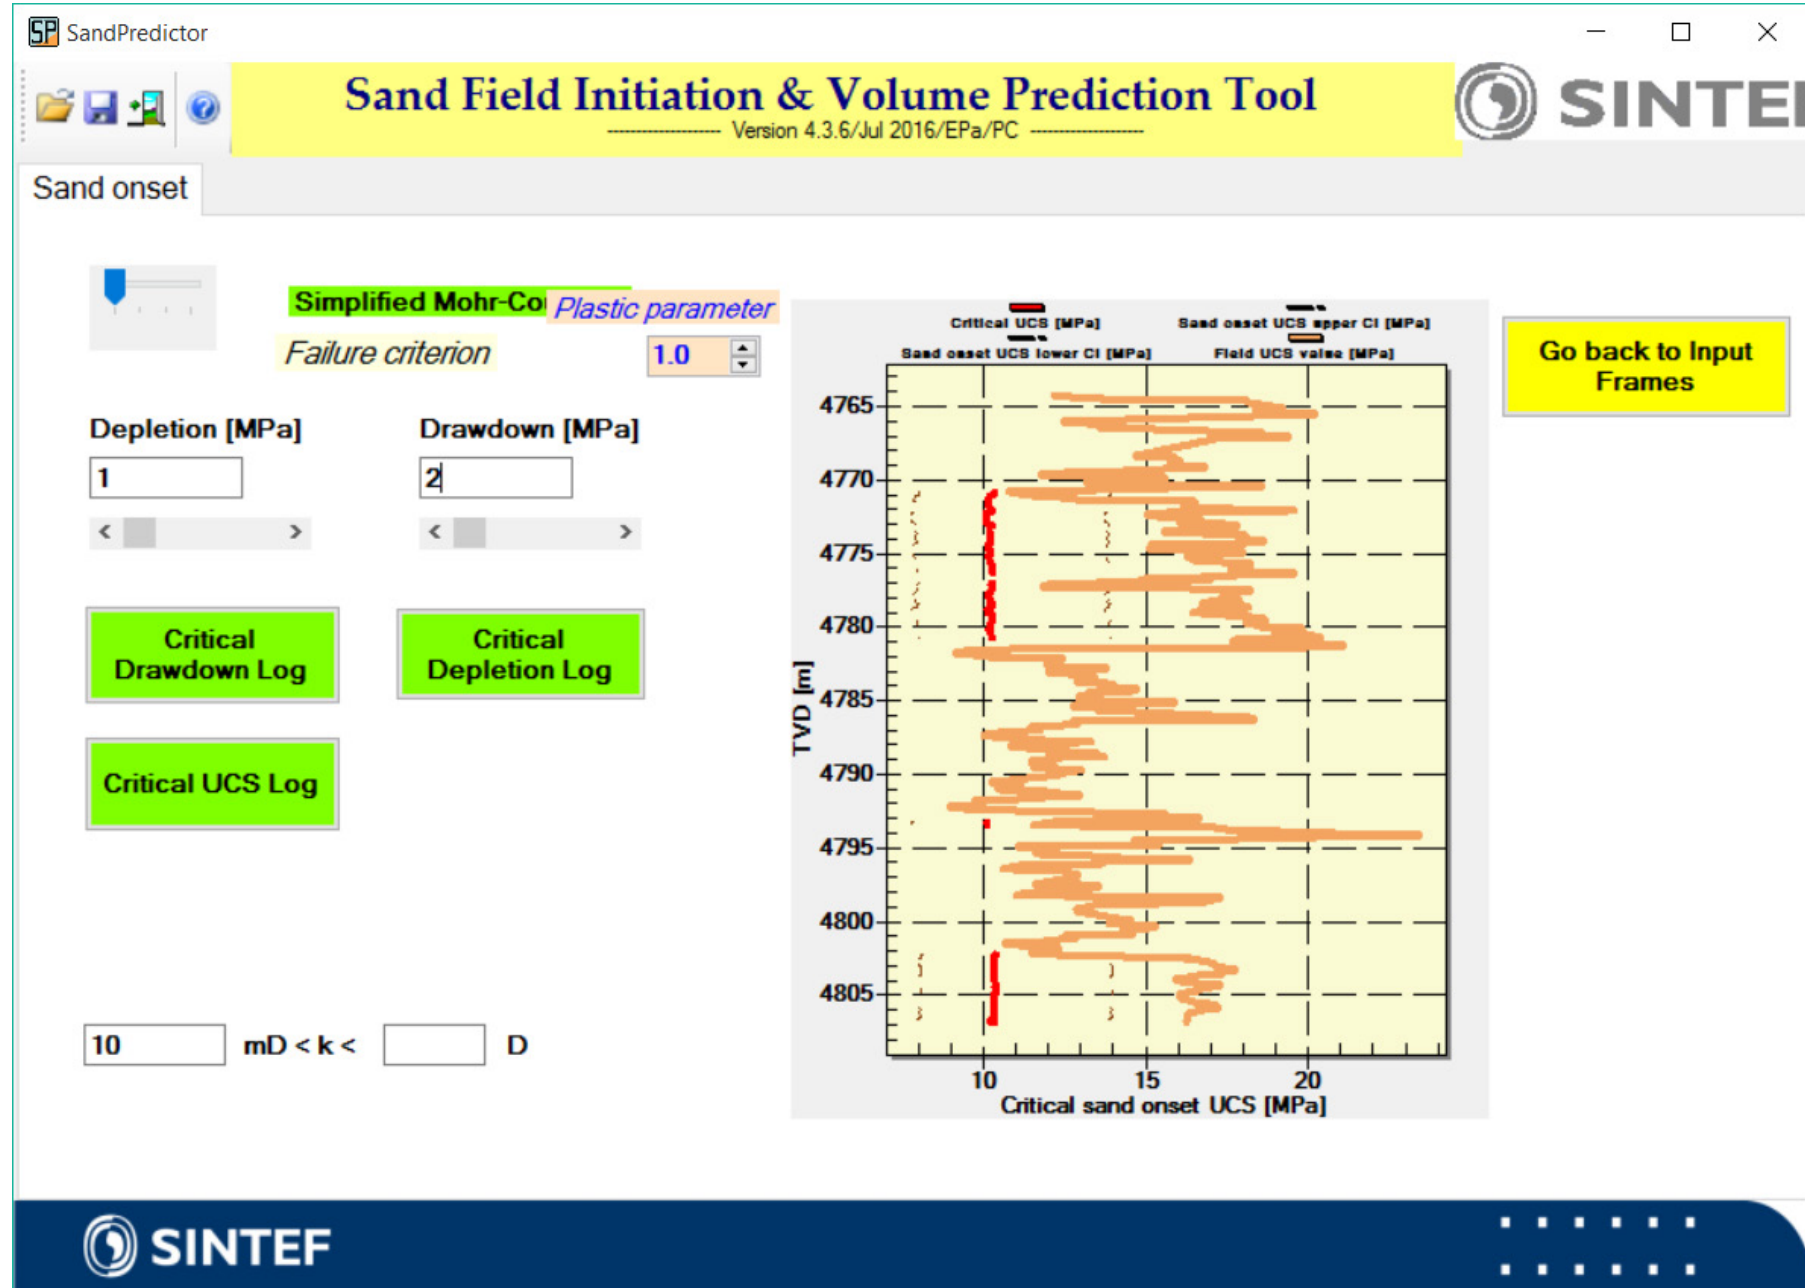 SP SandPredictor
Sand Field Initiation & Volume Prediction Tool
Version 4.3.6/Jul 2016/EPa/PC
SINTEF
Sand onset
Simplified Mohr-Co
Plastic parameter
Failure criterion
1.0
Depletion [MPa]
Drawdown [MPa]
1
2
Critical
Drawdown Log
Critical
Depletion Log
Critical UCS Log
10 mD < k < D
Critical UCS [MPa]
Sand onset UCS upper CI [MPa]
Sand onset UCS lower CI [MPa]
Field UCS value [MPa]
TVD [m]
4765
4770
4775
4780
4785
4790
4795
4800
4805
10 15 20
Critical sand onset UCS [MPa]
Go back to Input
Frames
SINTEF